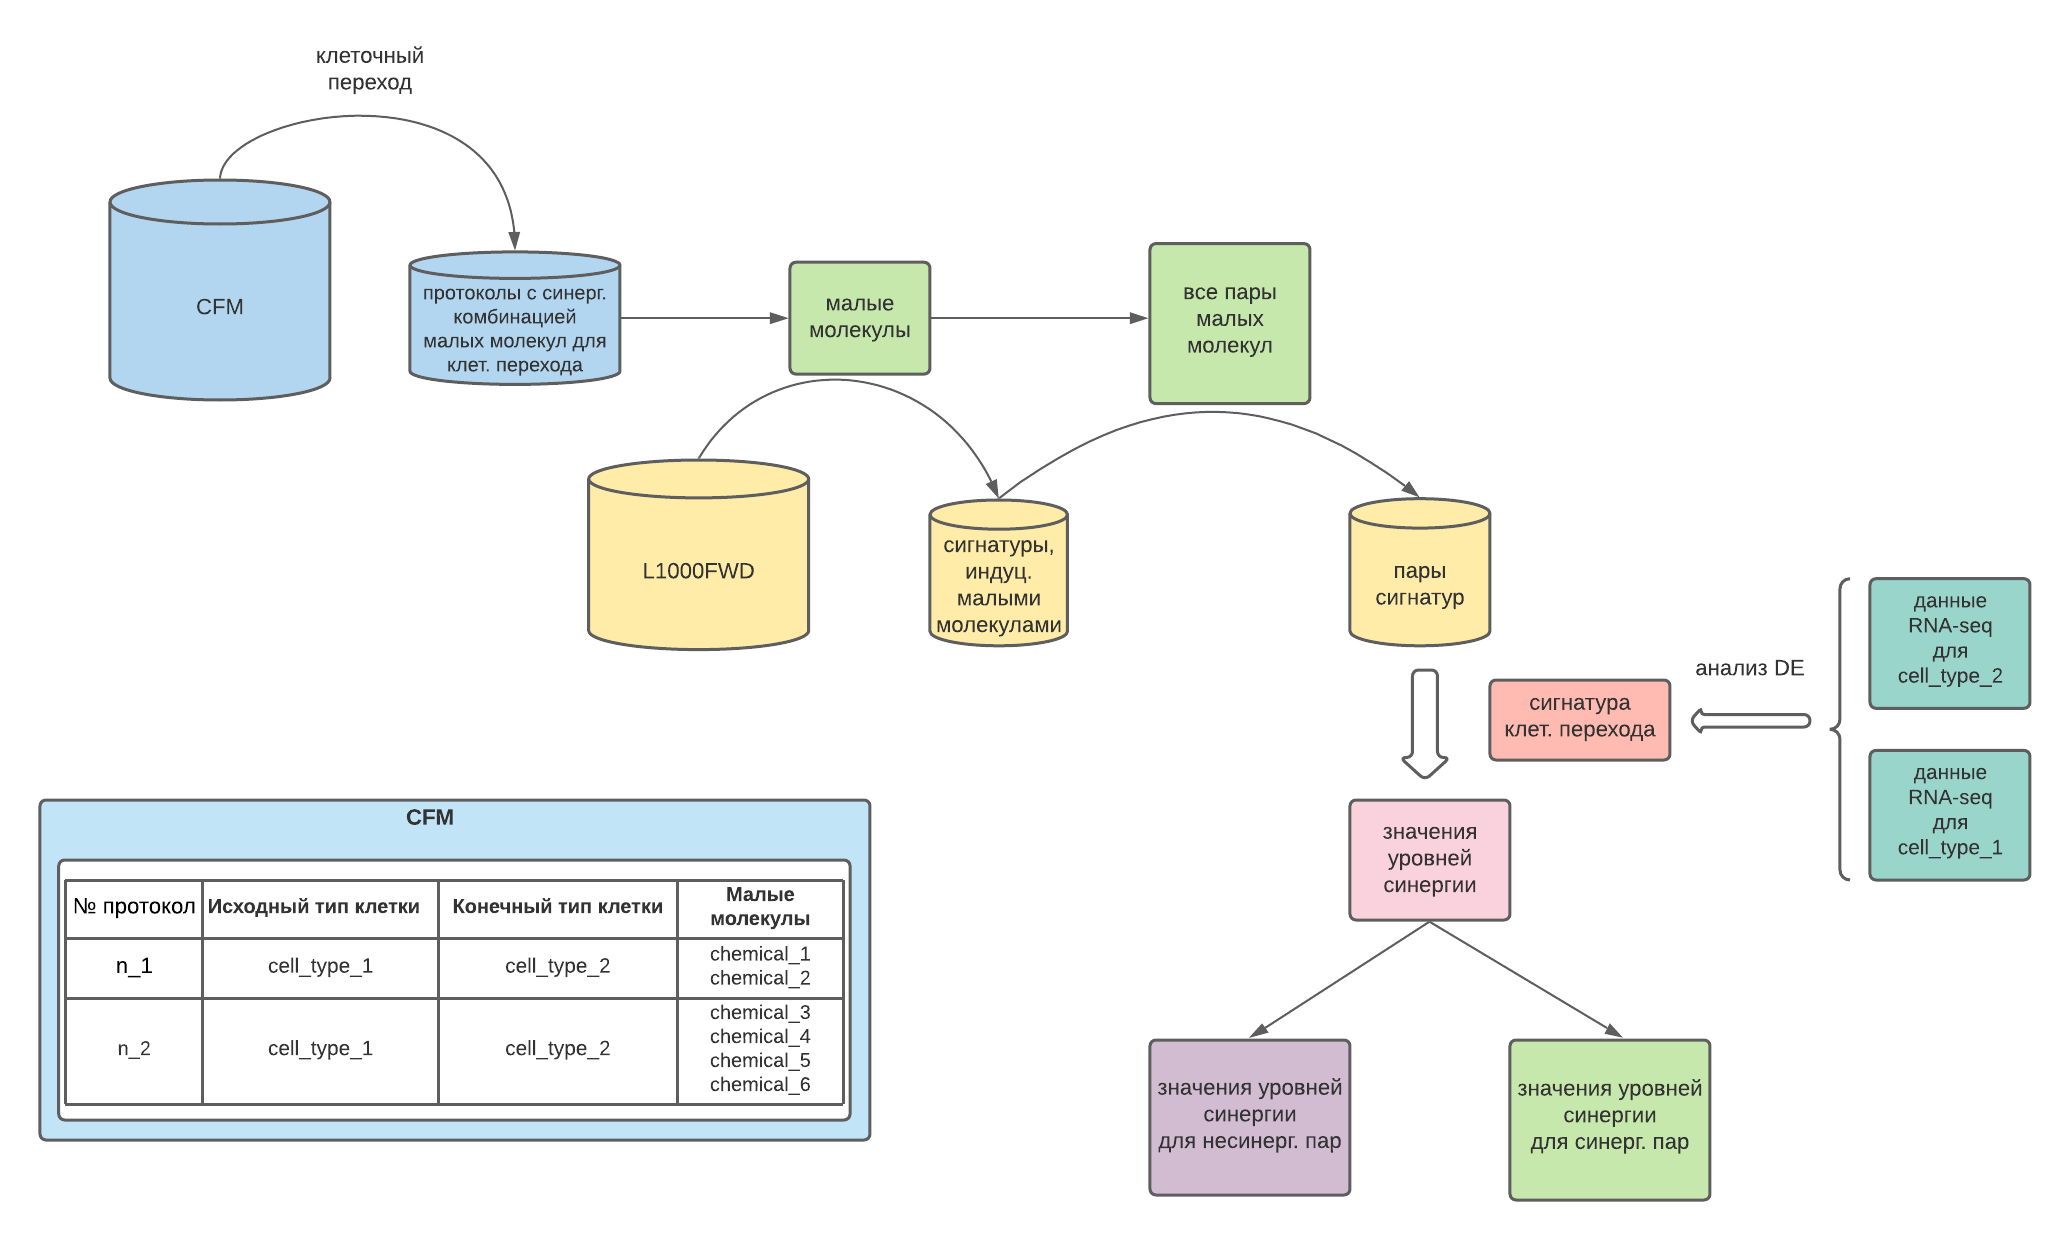 клеточный
переход
CFM
протоколы с синерг.
комбинацией
малых молекул для
клет. перехода
малые
молекулы
все пары
малых
молекул
L1000FWD
сигнатуры,
индуц.
малыми
молекулами
пары
сигнатур
данные
RNA-seq
для
cell_type_2
анализ DE
сигнатура
клет. перехода
данные
RNA-seq
для
cell_type_1
значения
уровней
синергии
значения уровней
синергии
для несинерг. пар
значения уровней
синергии
для синерг. пар
CFM
№ протокол
Исходный тип клетки
Конечный тип клетки
Малые
молекулы
n_1
cell_type_1
cell_type_2
chemical_1
chemical_2
n_2
cell_type_1
cell_type_2
chemical_3
chemical_4
chemical_5
chemical_6